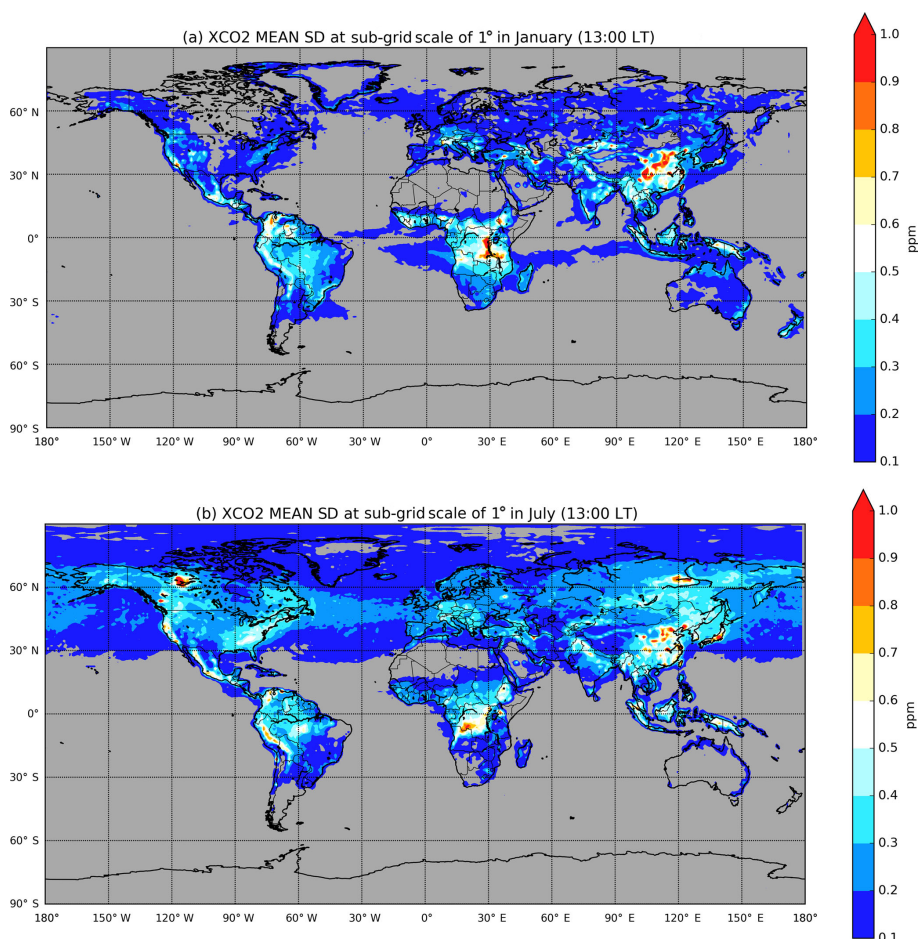 (a) XCO2 MEAN SD at sub-grid scale of 1° in January (13:00 LT)
60° N
30° N
0°
30° S
60° S
90° S
180° 150° W 120° W 90° W 60° W 30° W 0° 30° E 60° E 90° E 120° E 150° E 180°
1.0
0.9
0.8
0.7
0.6
0.5
0.4
0.3
0.2
0.1
ppm
(b) XCO2 MEAN SD at sub-grid scale of 1° in July (13:00 LT)
60° N
30° N
0°
30° S
60° S
90° S
180° 150° W 120° W 90° W 60° W 30° W 0° 30° E 60° E 90° E 120° E 150° E 180°
1.0
0.9
0.8
0.7
0.6
0.5
0.4
0.3
0.2
0.1
ppm